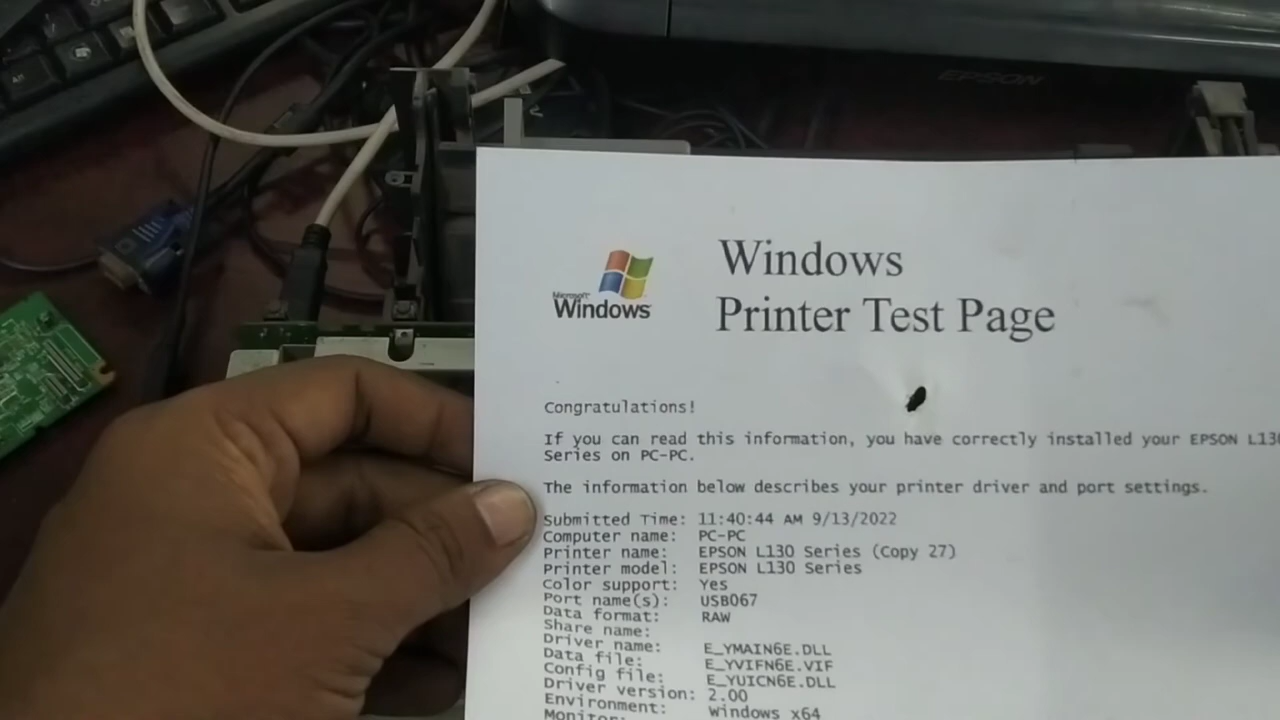 EPSON
Microsoft
Windows
Windows
Printer Test Page
Congratulations!
If you can read this information, you have correctly installed your EPSON L130
Series on PC-PC.
The information below describes your printer driver and port settings.
Submitted Time: 11:40:44 AM 9/13/2022
Computer name: PC-PC
Printer name: EPSON L130 Series (Copy 27)
Printer model: EPSON L130 Series
Color support: Yes
Port name(s): USB067
Data format: RAW
Share name:
Driver name: E_YMAIN6E.DLL
Data file: E_YVIFN6E.VIF
Config file: E_YUICN6E.DLL
Driver version: 2.00
Environment: Windows x64
Monitor: